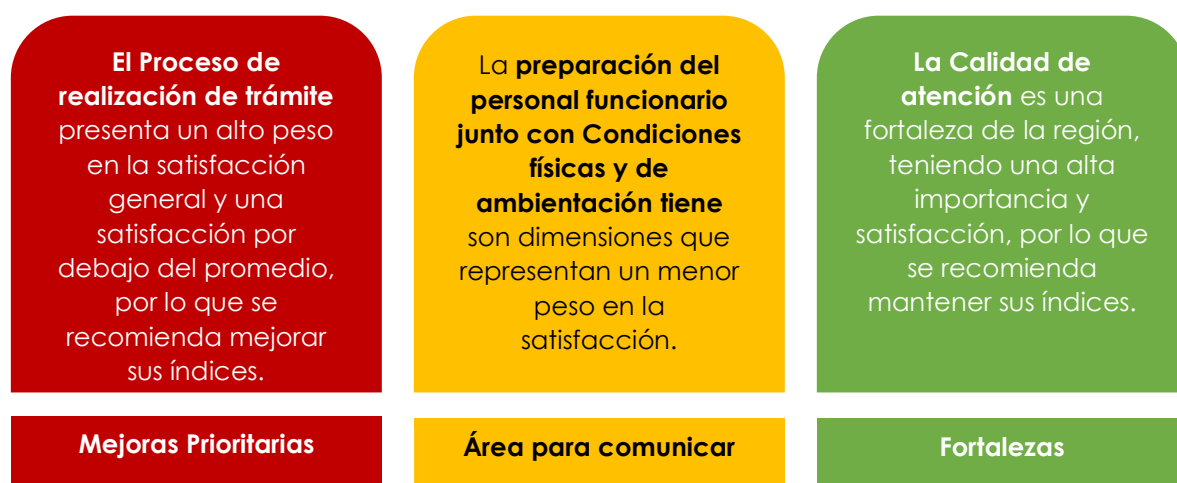 El Proceso de
realización de trámite
presenta un alto peso
en la satisfacción
general y una
satisfacción por
debajo del promedio,
por lo que se
recomienda mejorar
sus índices.
Mejoras Prioritarias
La preparación del
personal funcionario
junto con Condiciones
físicas y de
ambientación tiene
son dimensiones que
representan un menor
peso en la
satisfacción.
Área para comunicar
La Calidad de
atención es una
fortaleza de la región,
teniendo una alta
importancia y
satisfacción, por lo que
se recomienda
mantener sus índices.
Fortalezas